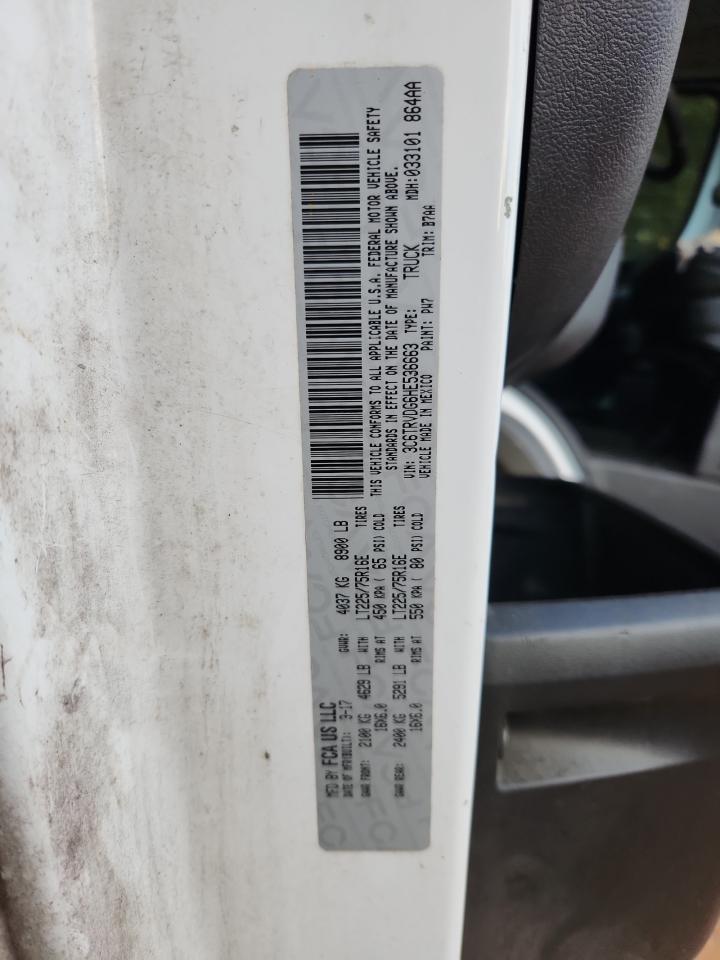 MFD BY FCA US LLC
DATE OF MFR(BUILT): 3-17 GVWR: 4037 KG 8900 LB
GAWR FRONT: 2100 KG 4629 LB WITH LT225/75R16E TIRES
16X6.0 RIMS AT 450 KPA ( 65 PSI) COLD
GAWR REAR: 2400 KG 5291 LB WITH LT225/75R16E TIRES
16X6.0 RIMS AT 550 KPA ( 80 PSI) COLD
THIS VEHICLE CONFORMS TO ALL APPLICABLE U.S.A. FEDERAL MOTOR VEHICLE SAFETY
STANDARDS IN EFFECT ON THE DATE OF MANUFACTURE SHOWN ABOVE.
VIN: 3C6TRVDG6HE536663 TYPE: TRUCK MDH:033101 864AA
VEHICLE MADE IN MEXICO PAINT: PW7 TRIM: B7AA